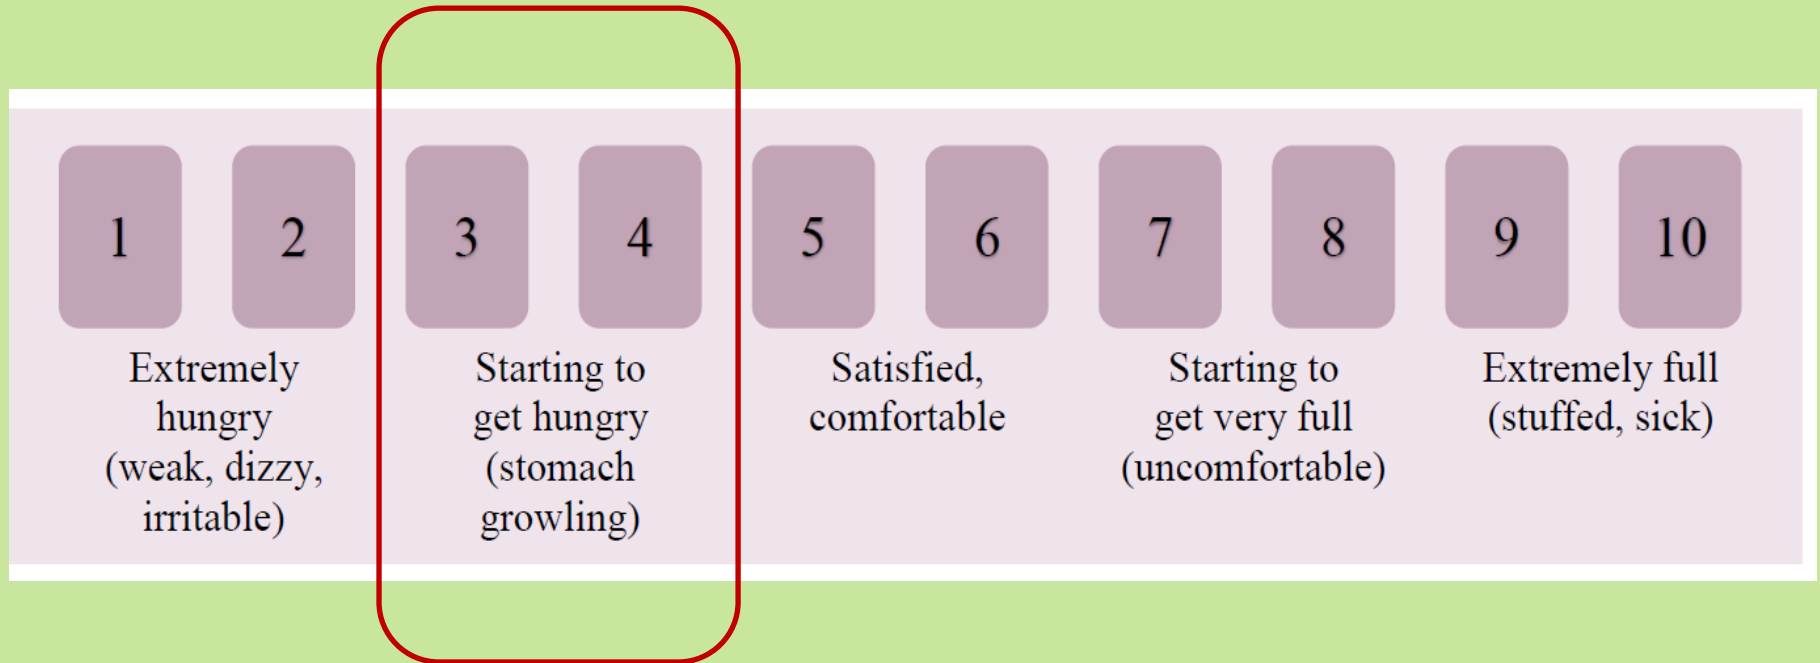 1 2 3 4 5 6 7 8 9 10
Extremely
hungry
(weak, dizzy,
irritable)
Starting to
get hungry
(stomach
growling)
Satisfied,
comfortable
Starting to
get very full
(uncomfortable)
Extremely full
(stuffed, sick)